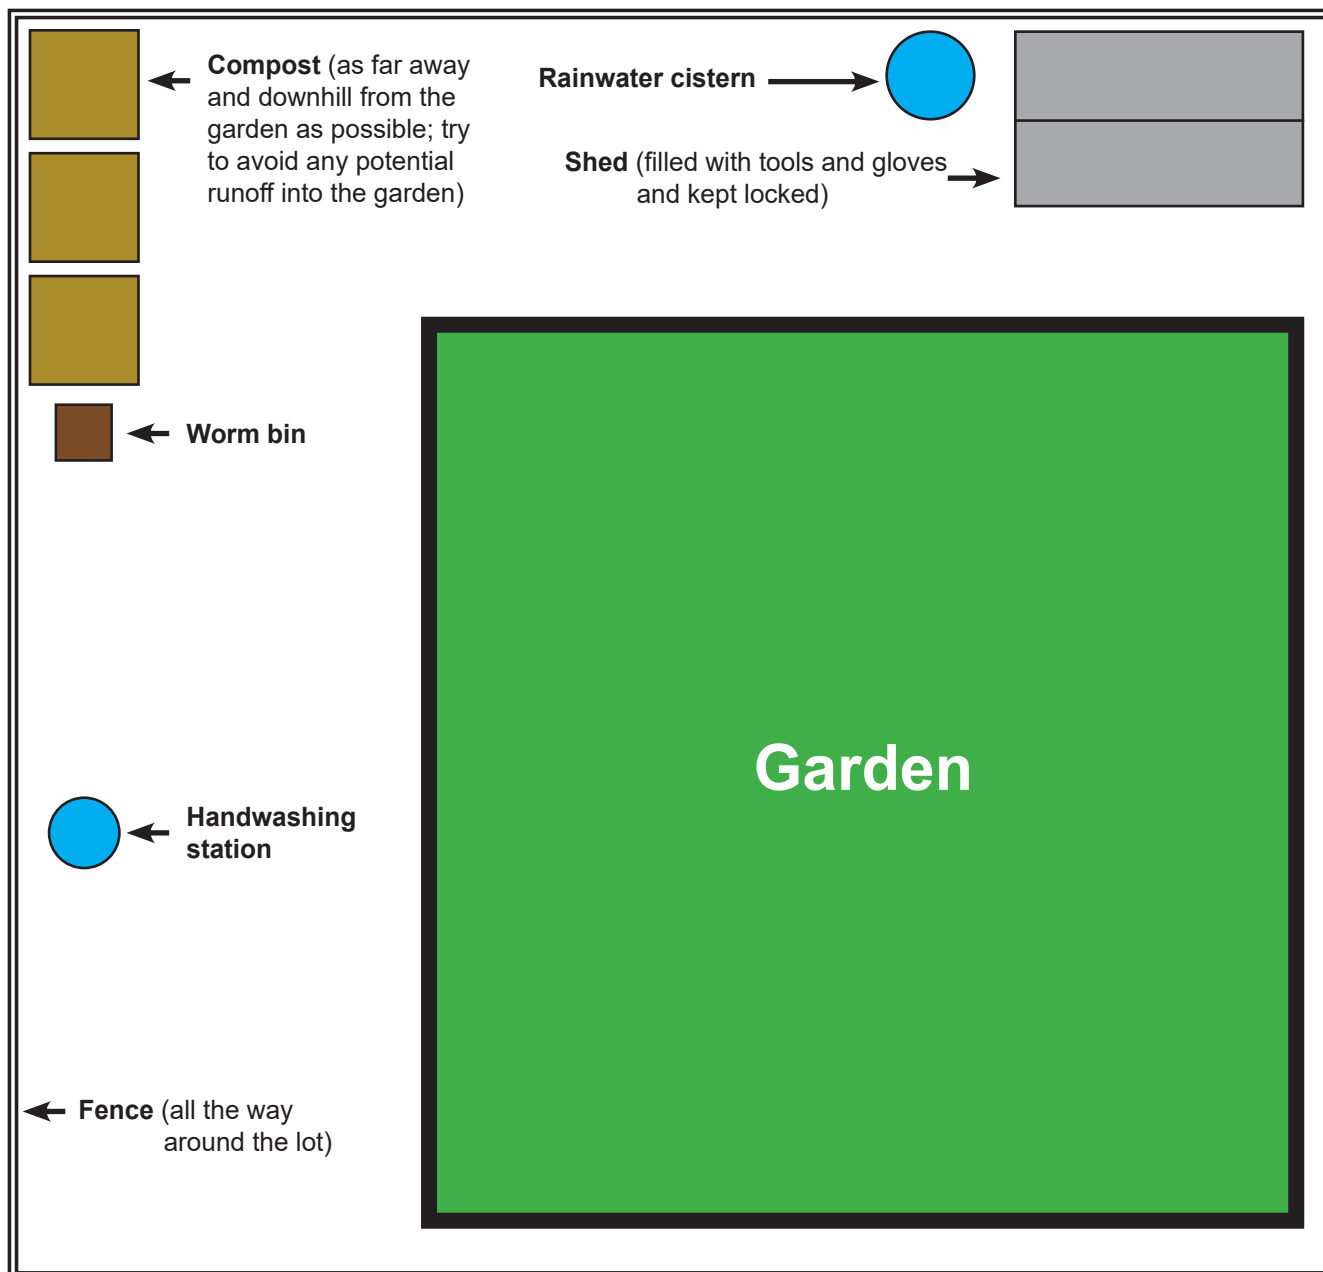 Compost (as far away
and downhill from the
garden as possible; try
to avoid any potential
runoff into the garden)
Rainwater cistern
Shed (filled with tools and gloves
and kept locked)
Worm bin
Garden
Handwashing
station
Fence (all the way
around the lot)